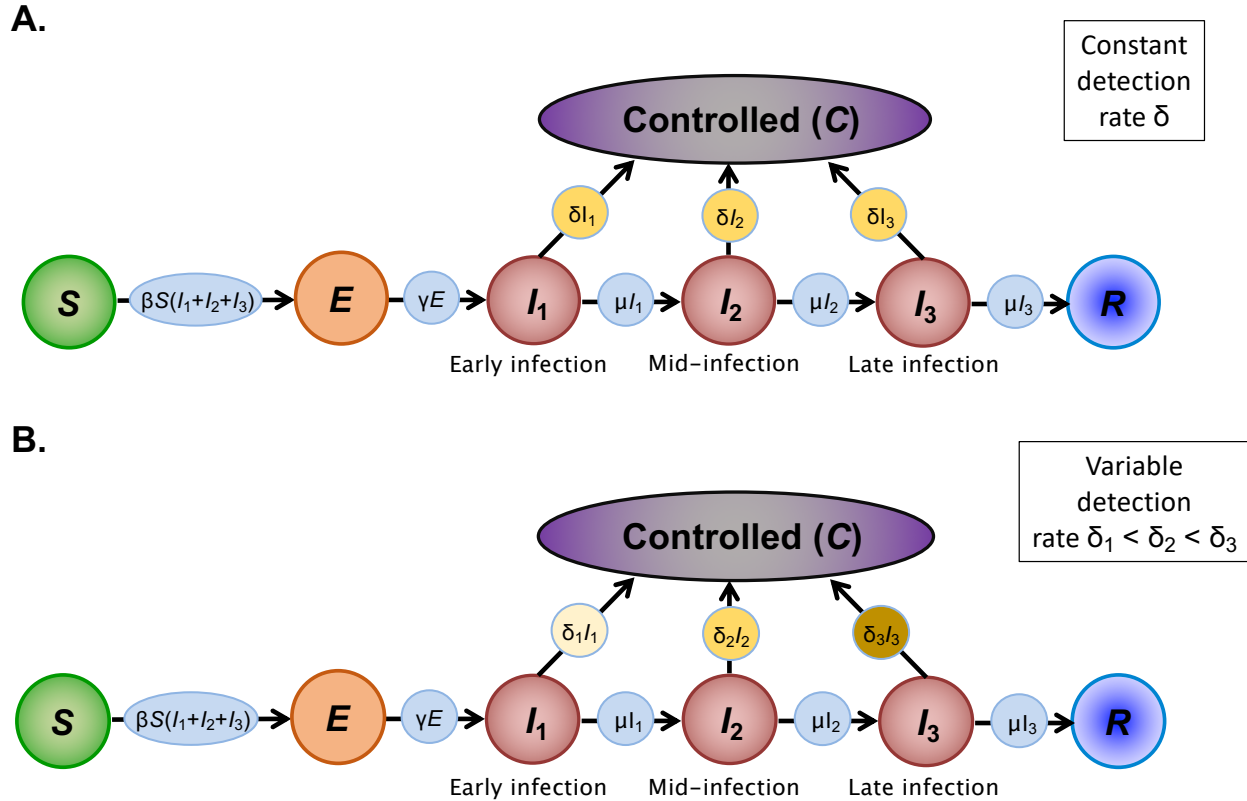 A.
Constant
detection
rate δ
Controlled (C)
δI₁
δI₂
δI₃
S
βS(I₁+I₂+I₃)
E
γE
I₁
μI₁
I₂
μI₂
I₃
μI₃
R
Early infection
Mid–infection
Late infection
B.
Variable
detection
rate δ₁ < δ₂ < δ₃
Controlled (C)
δ₁I₁
δ₂I₂
δ₃I₃
S
βS(I₁+I₂+I₃)
E
γE
I₁
μI₁
I₂
μI₂
I₃
μI₃
R
Early infection
Mid–infection
Late infection